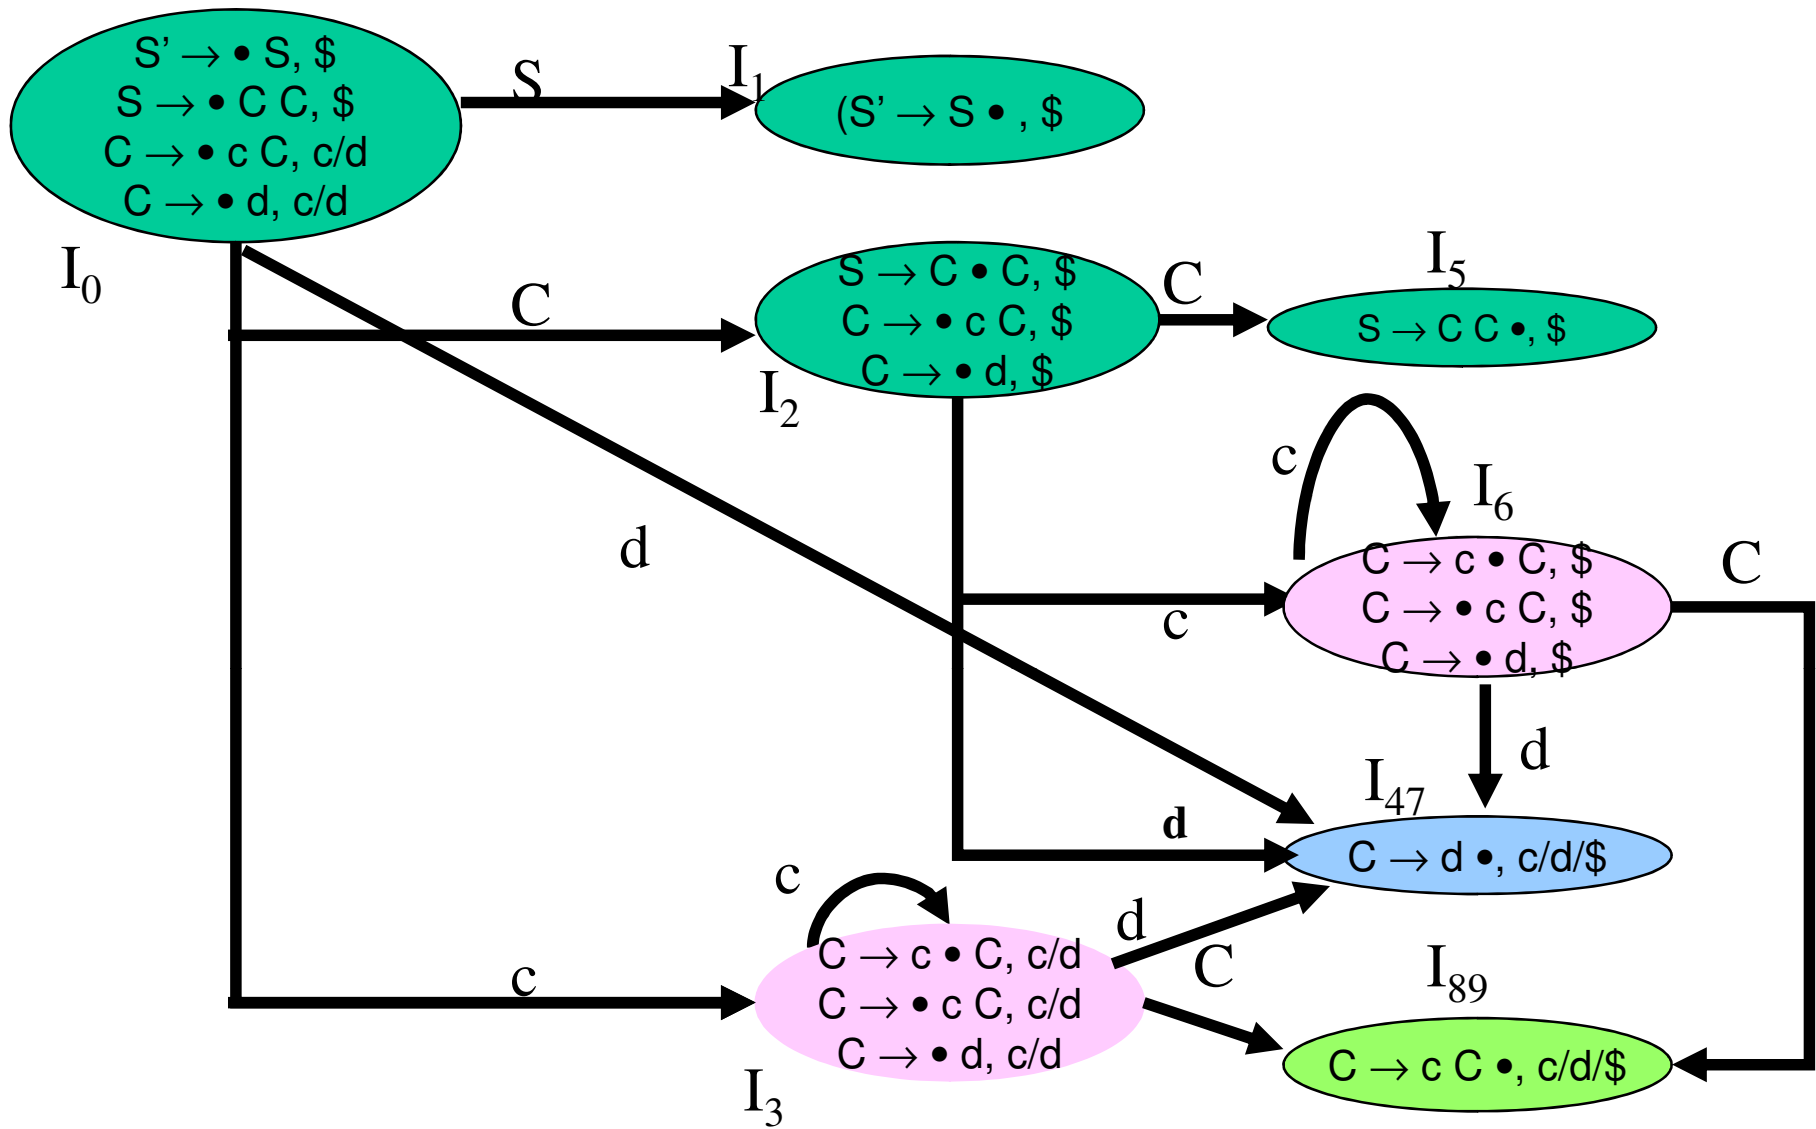 S’ → • S, $
S → • C C, $
C → • c C, c/d
C → • d, c/d
I0
S
I1
(S’ → S • , $
C
S → C • C, $
C → • c C, $
C → • d, $
I2
C
I5
S → C C •, $
d
c
I6
C → c • C, $
C → • c C, $
C → • d, $
C
c
d
d
I47
C → d •, c/d/$
c
c
C → c • C, c/d
C → • c C, c/d
C → • d, c/d
I3
d
C
I89
C → c C •, c/d/$